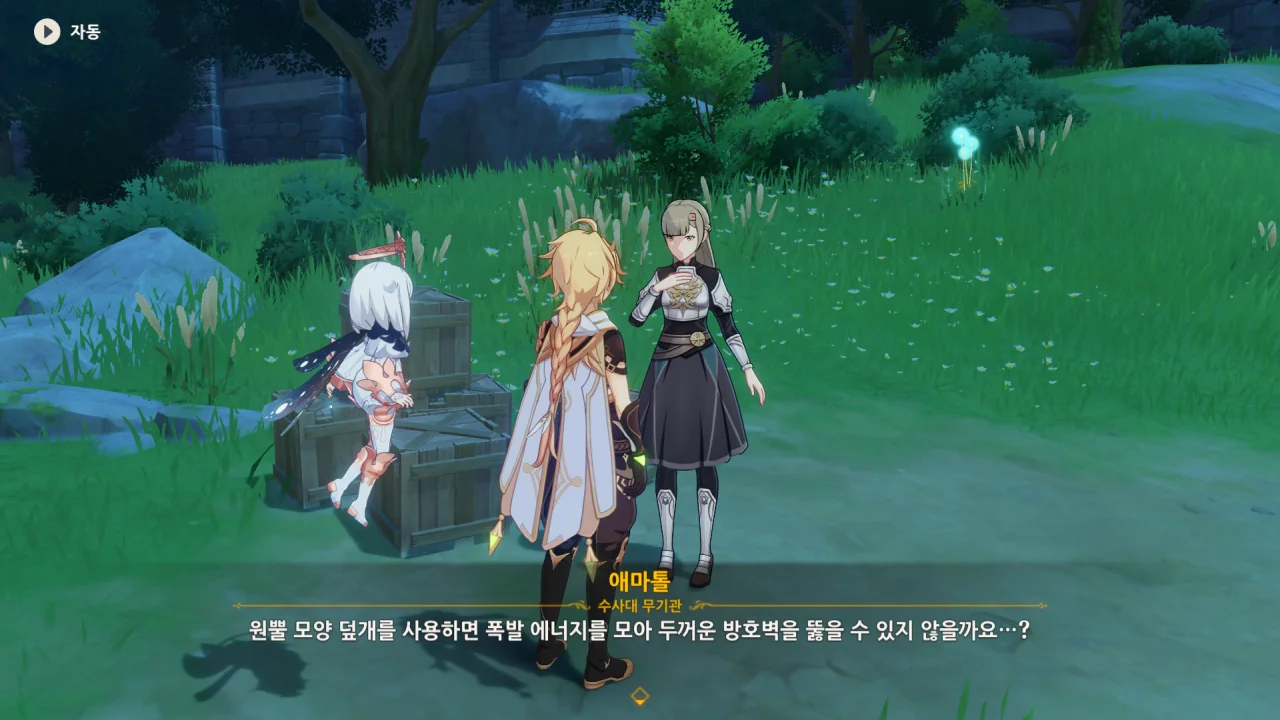 자동
애마톨
수사대 무기관
원뿔 모양 덮개를 사용하면 폭발 에너지를 모아 두꺼운 방호벽을 뚫을 수 있지 않을까요…?